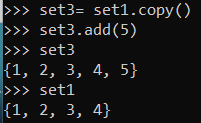 >>> set3= set1.copy()
>>> set3.add(5)
>>> set3
{1, 2, 3, 4, 5}
>>> set1
{1, 2, 3, 4}